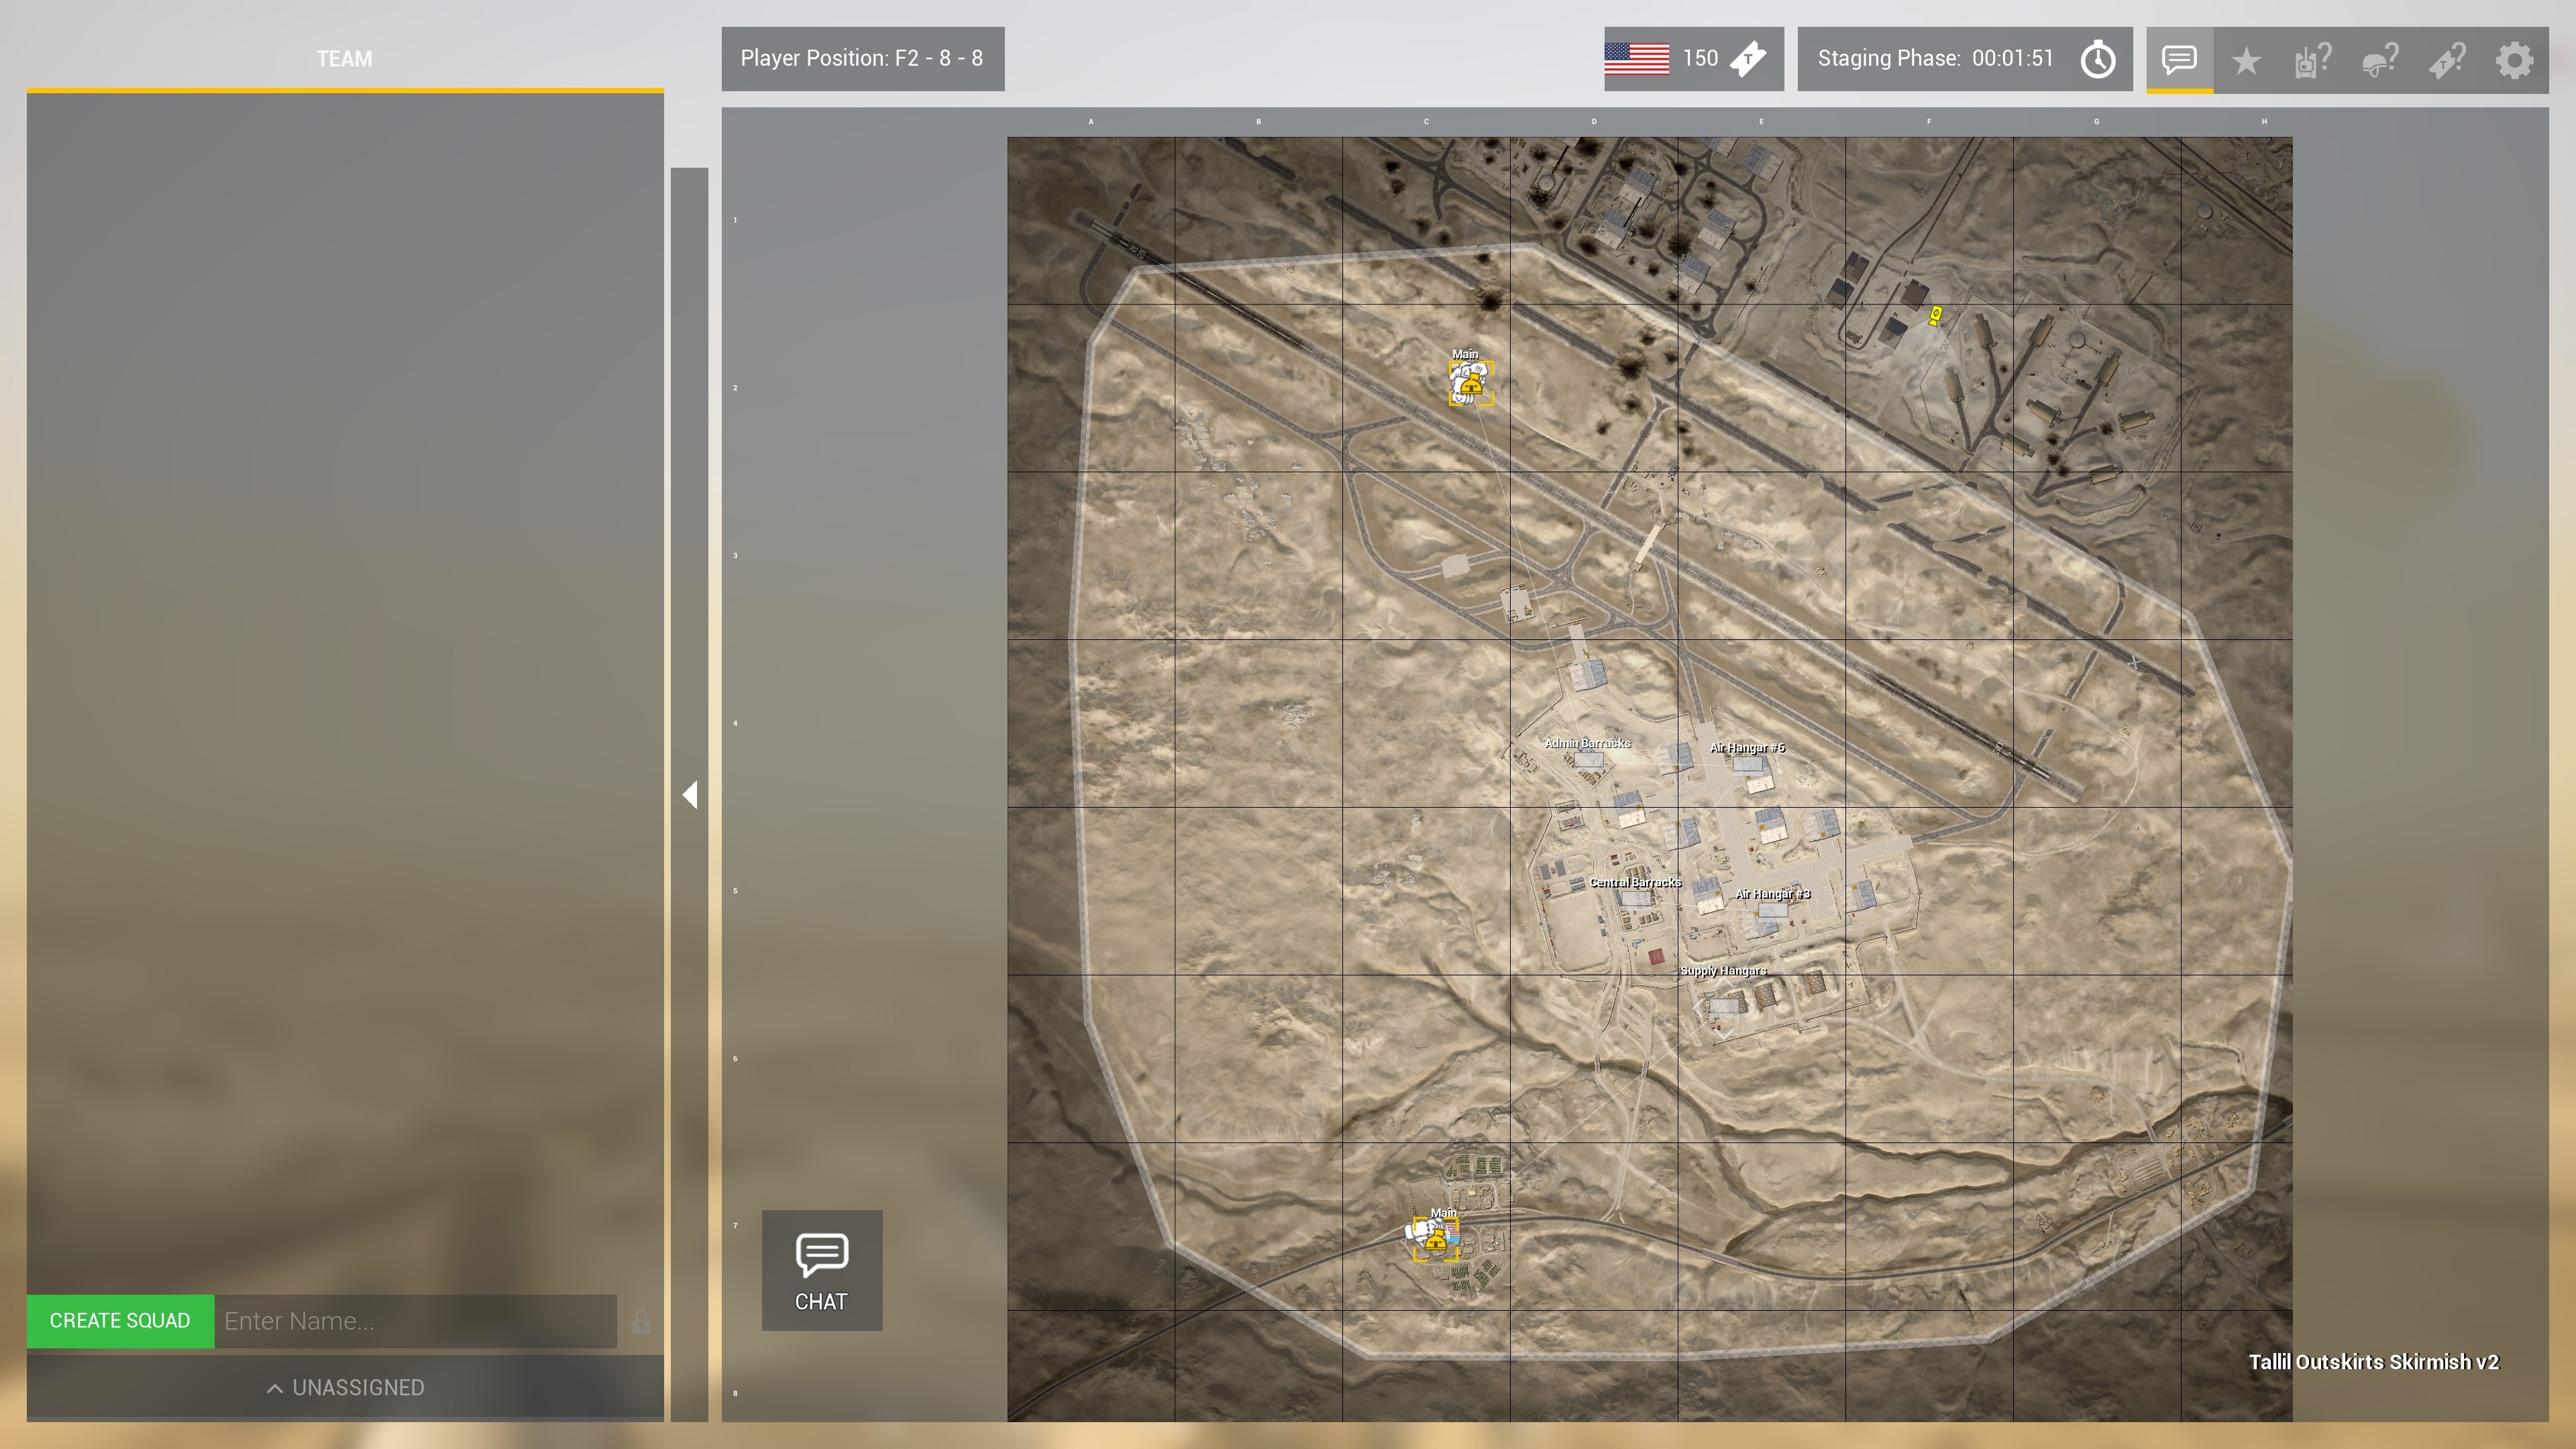 TEAM
Player Position: F2 - 8 - 8
150
Staging Phase: 00:01:51
A B C D E F G H
1
2
3
4
5
6
7
8
Main
Admin Barracks
Air Hangar #6
Central Barracks
Air Hangar #3
Supply Hangars
Main
CHAT
CREATE SQUAD
Enter Name...
UNASSIGNED
Tallil Outskirts Skirmish v2